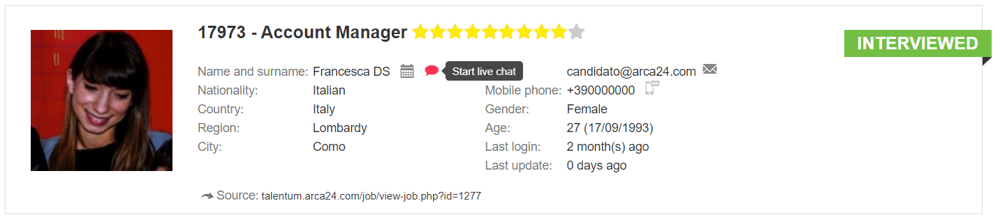 17973 - Account Manager
INTERVIEWED
Name and surname: Francesca DS
Start live chat
candidato@arca24.com
Nationality: Italian
Mobile phone: +390000000
Country: Italy
Gender: Female
Region: Lombardy
Age: 27 (17/09/1993)
City: Como
Last login: 2 month(s) ago
Last update: 0 days ago
Source: talentum.arca24.com/job/view-job.php?id=1277